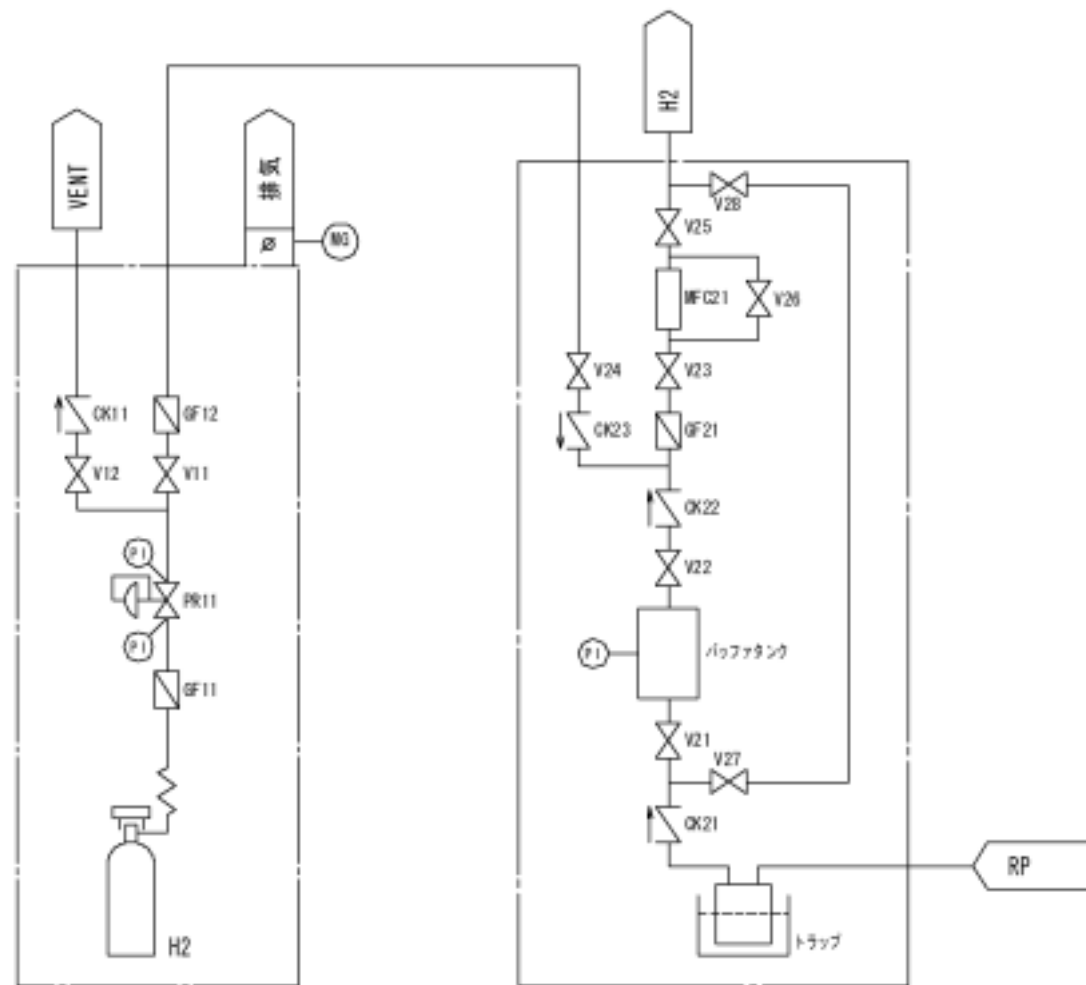 H2
VENT
排気
Ø
MG
V28
V25
MFC21
V26
V24
V23
CK11
GF12
CK23
GF21
V12
V11
CK22
PI
V22
PR11
PI
PI
バッファタンク
GF11
V21
V27
CK21
RP
H2
トラップ